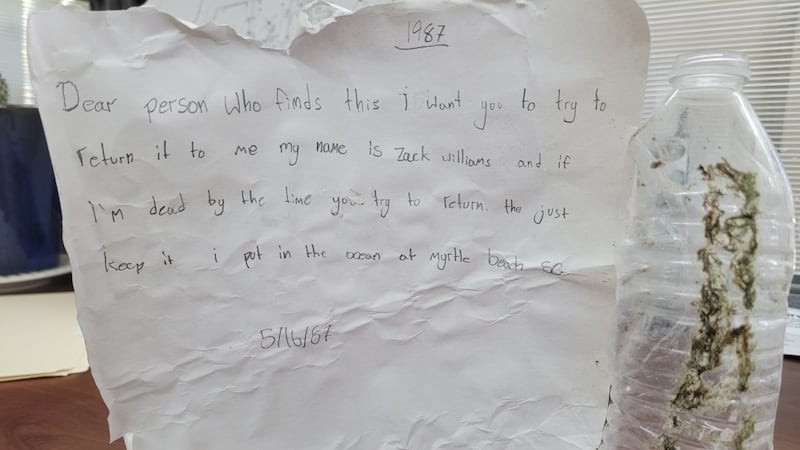 1987
Dear person who finds this i want you to try to
return it to me my name is Zack williams and if
I'm dead by the time you try to return. the just
keep it i put in the ocean at myrtle beach sc
5/16/87